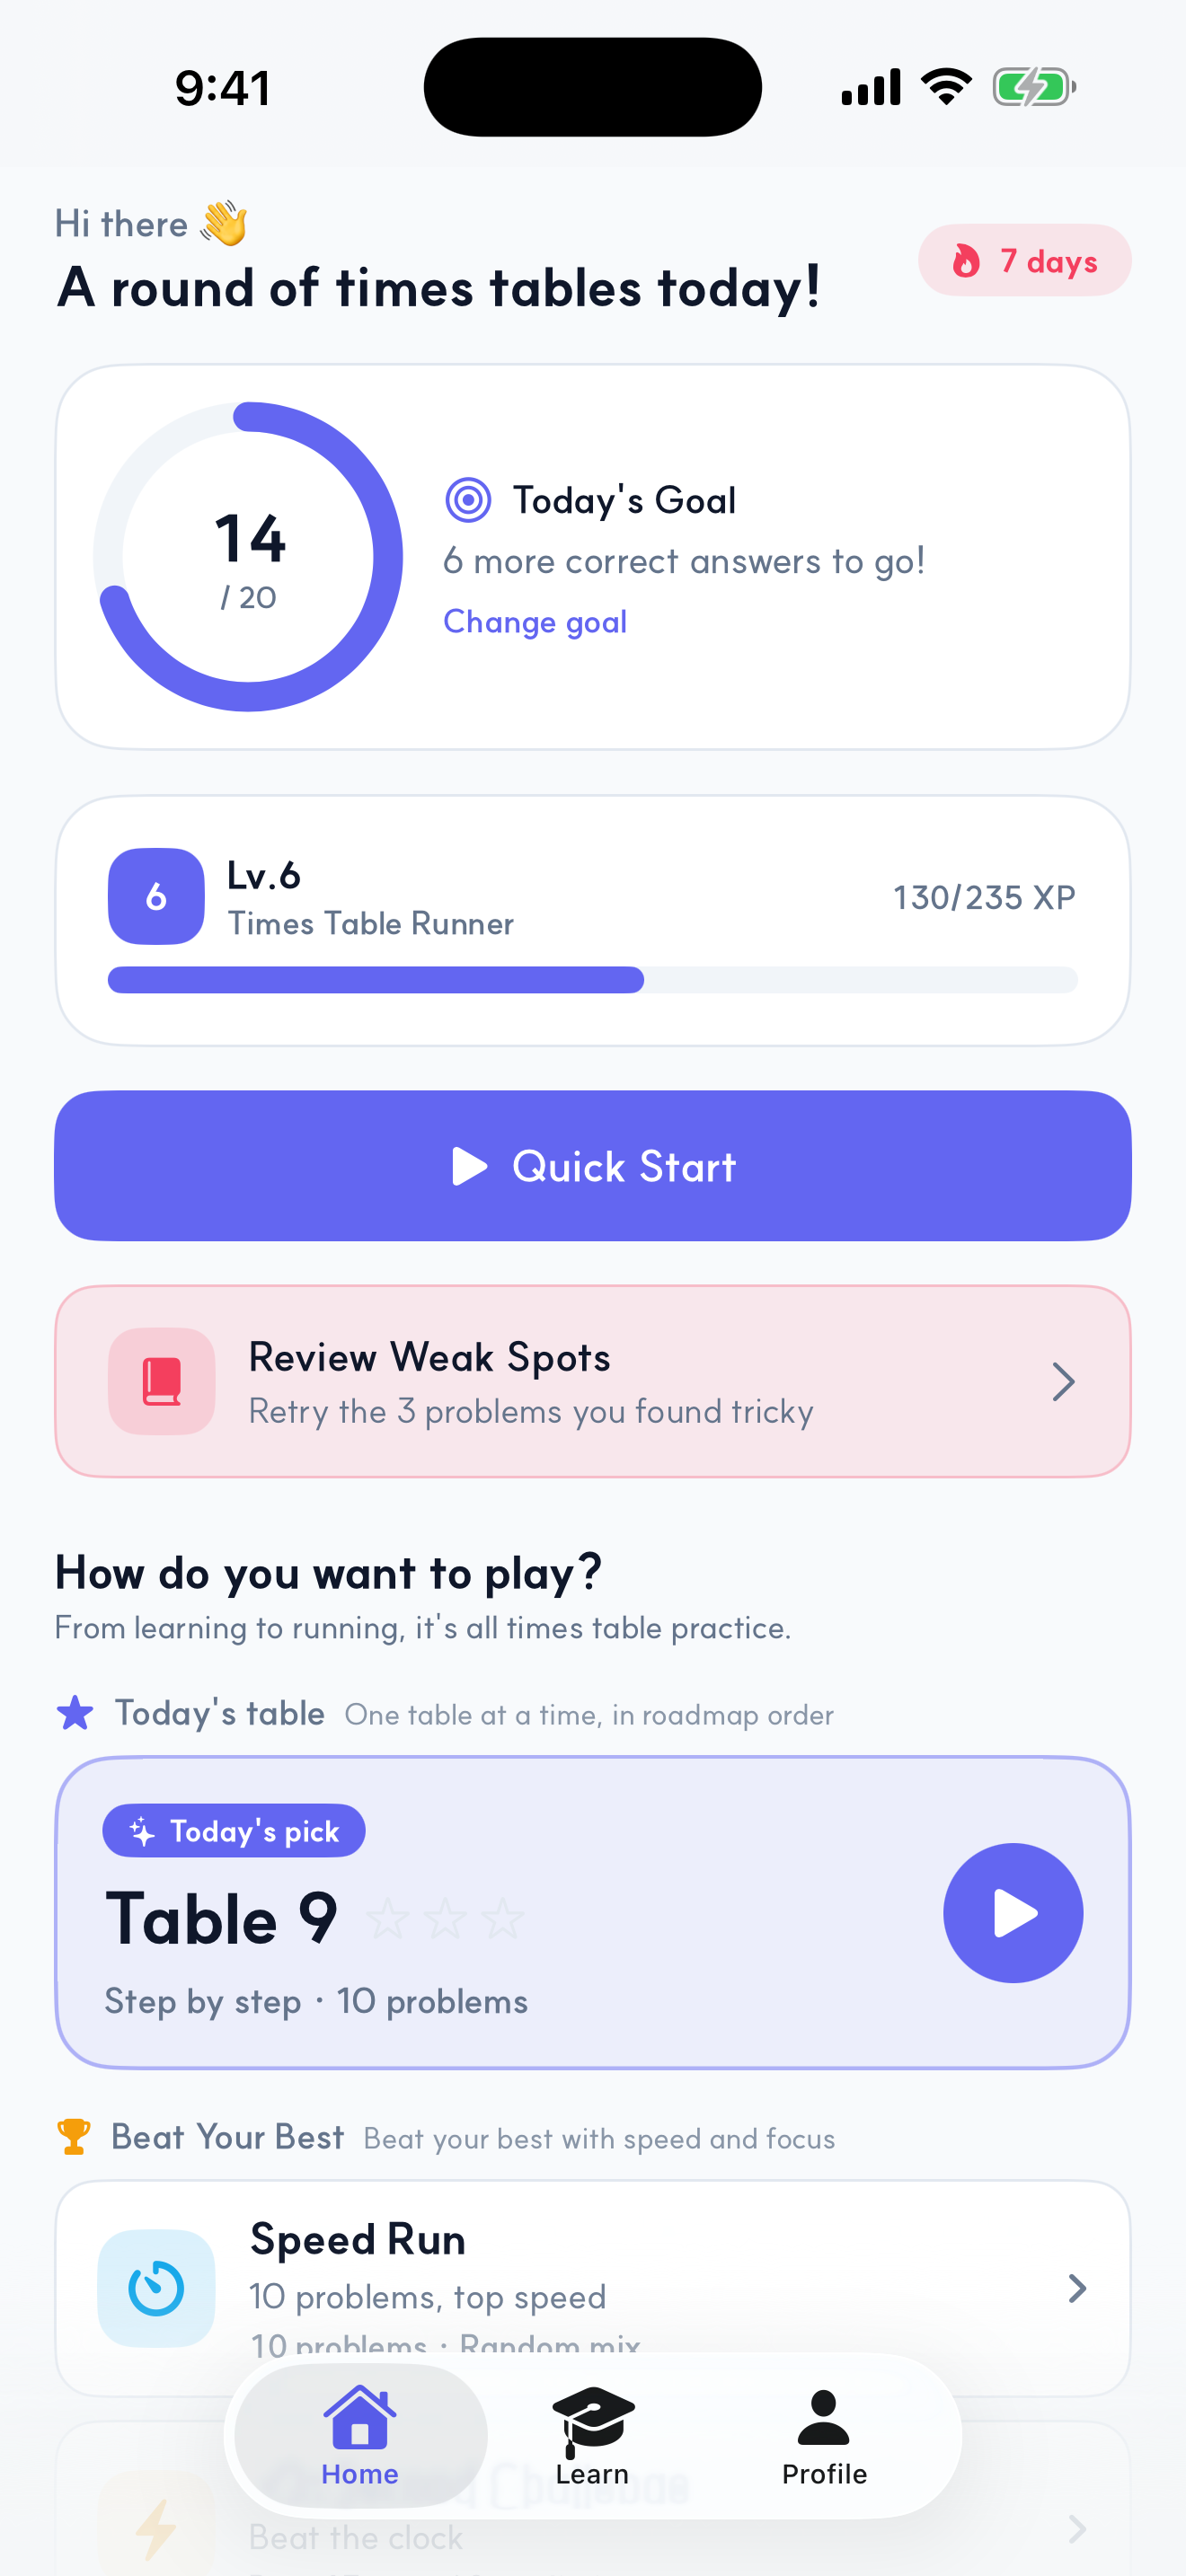 9:41
Hi there 👋
A round of times tables today!
7 days
14
/ 20
Today's Goal
6 more correct answers to go!
Change goal
6
Lv.6
Times Table Runner
130/235 XP
Quick Start
Review Weak Spots
Retry the 3 problems you found tricky
How do you want to play?
From learning to running, it's all times table practice.
Today's table One table at a time, in roadmap order
Today's pick
Table 9
Step by step · 10 problems
Beat Your Best Beat your best with speed and focus
Speed Run
10 problems, top speed
10 problems · Random mix
Challenge
Beat the clock
Home
Learn
Profile